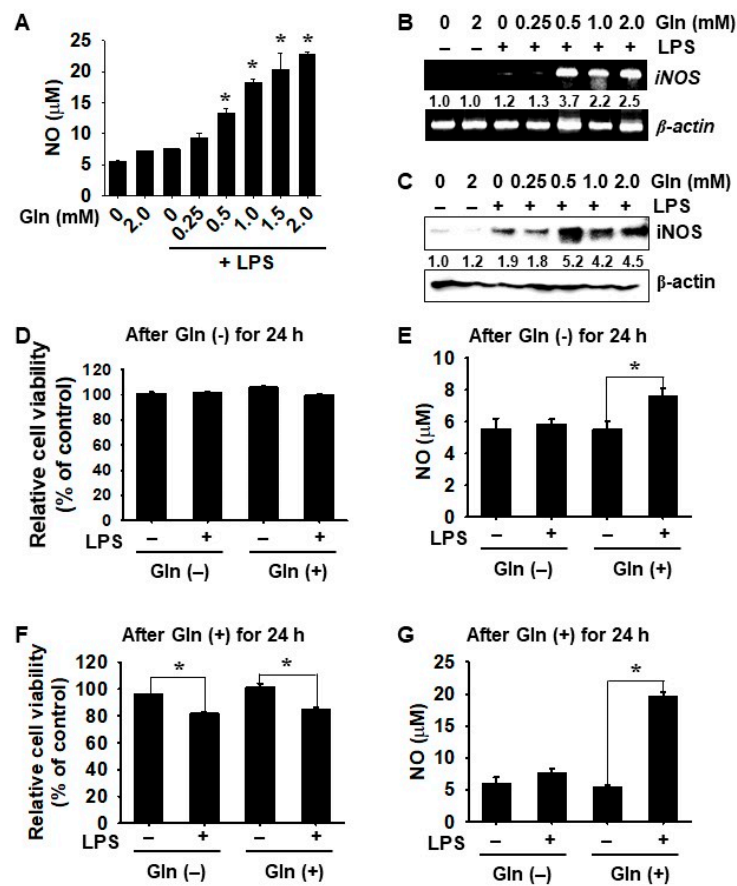 A
NO (μM)
25
20
15
10
5
0
* * * *
Gln (mM) 0 2.0 0 0.25 0.5 1.0 1.5 2.0
+ LPS
B
0 2 0 0.25 0.5 1.0 2.0 Gln (mM)
– – + + + + + LPS
iNOS
1.0 1.0 1.2 1.3 3.7 2.2 2.5
β-actin
C
0 2 0 0.25 0.5 1.0 2.0 Gln (mM)
– – + + + + + LPS
iNOS
1.0 1.2 1.9 1.8 5.2 4.2 4.5
β-actin
D
After Gln (-) for 24 h
Relative cell viability
(% of control)
120
100
80
60
40
20
0
LPS – + – +
Gln (–) Gln (+)
E
After Gln (-) for 24 h
NO (μM)
10
8
6
4
2
0
*
LPS – + – +
Gln (–) Gln (+)
F
After Gln (+) for 24 h
Relative cell viability
(% of control)
120
100
80
60
40
20
0
* *
LPS – + – +
Gln (–) Gln (+)
G
After Gln (+) for 24 h
NO (μM)
25
20
15
10
5
0
*
LPS – + – +
Gln (–) Gln (+)